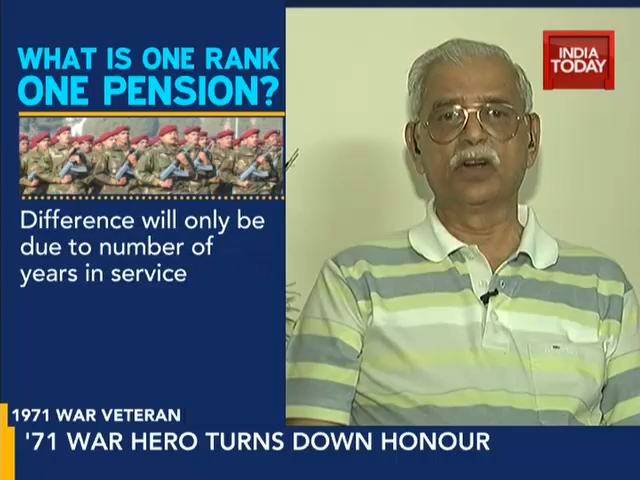 WHAT IS ONE RANK
ONE PENSION?
INDIA
TODAY
Difference will only be
due to number of
years in service
1971 WAR VETERAN
'71 WAR HERO TURNS DOWN HONOUR